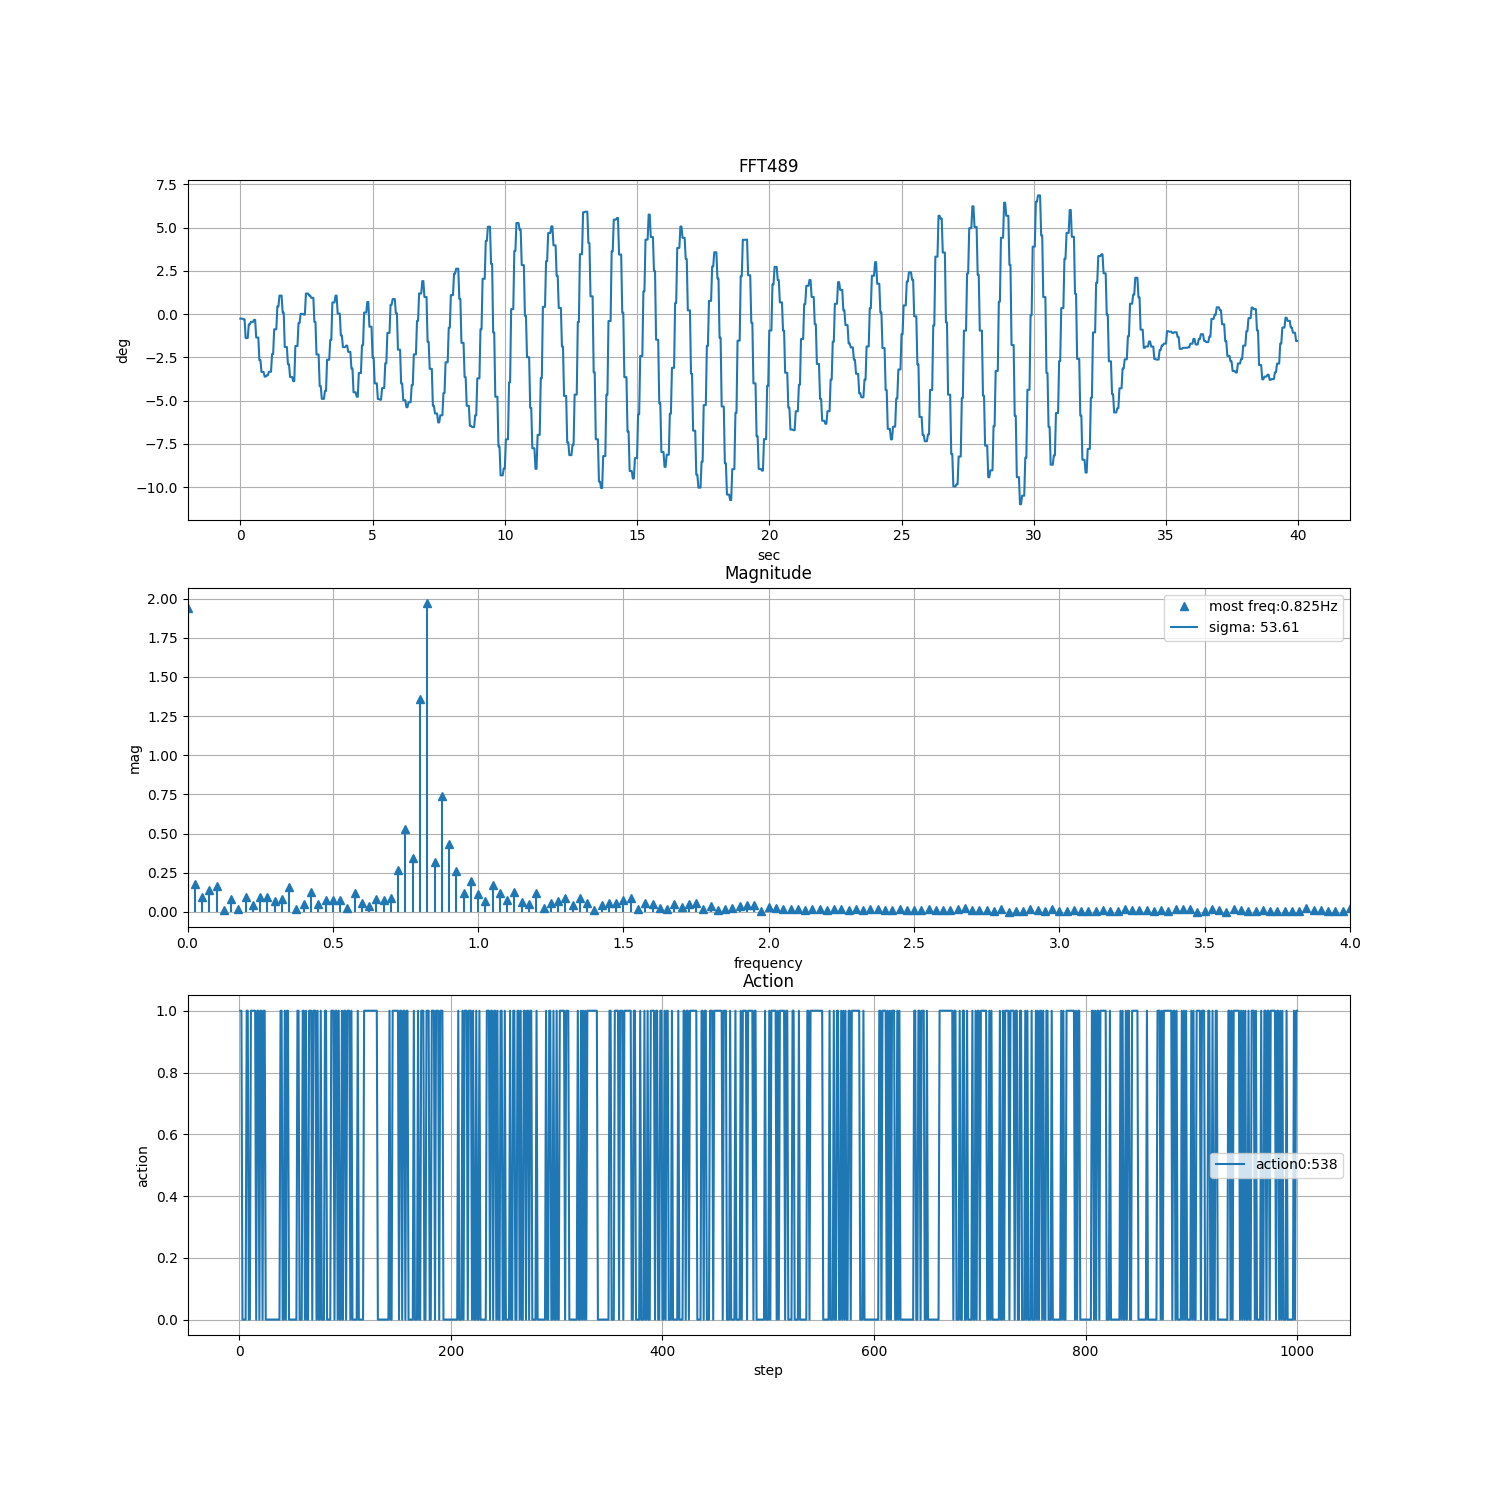 FFT489
7.5
5.0
2.5
0.0
−2.5
−5.0
−7.5
−10.0
deg
0 5 10 15 20 25 30 35 40
sec
Magnitude
2.00
1.75
1.50
1.25
1.00
0.75
0.50
0.25
0.00
mag
most freq:0.825Hz
sigma: 53.61
0.0 0.5 1.0 1.5 2.0 2.5 3.0 3.5 4.0
frequency
Action
1.0
0.8
0.6
0.4
0.2
0.0
action
action0:538
0 200 400 600 800 1000
step